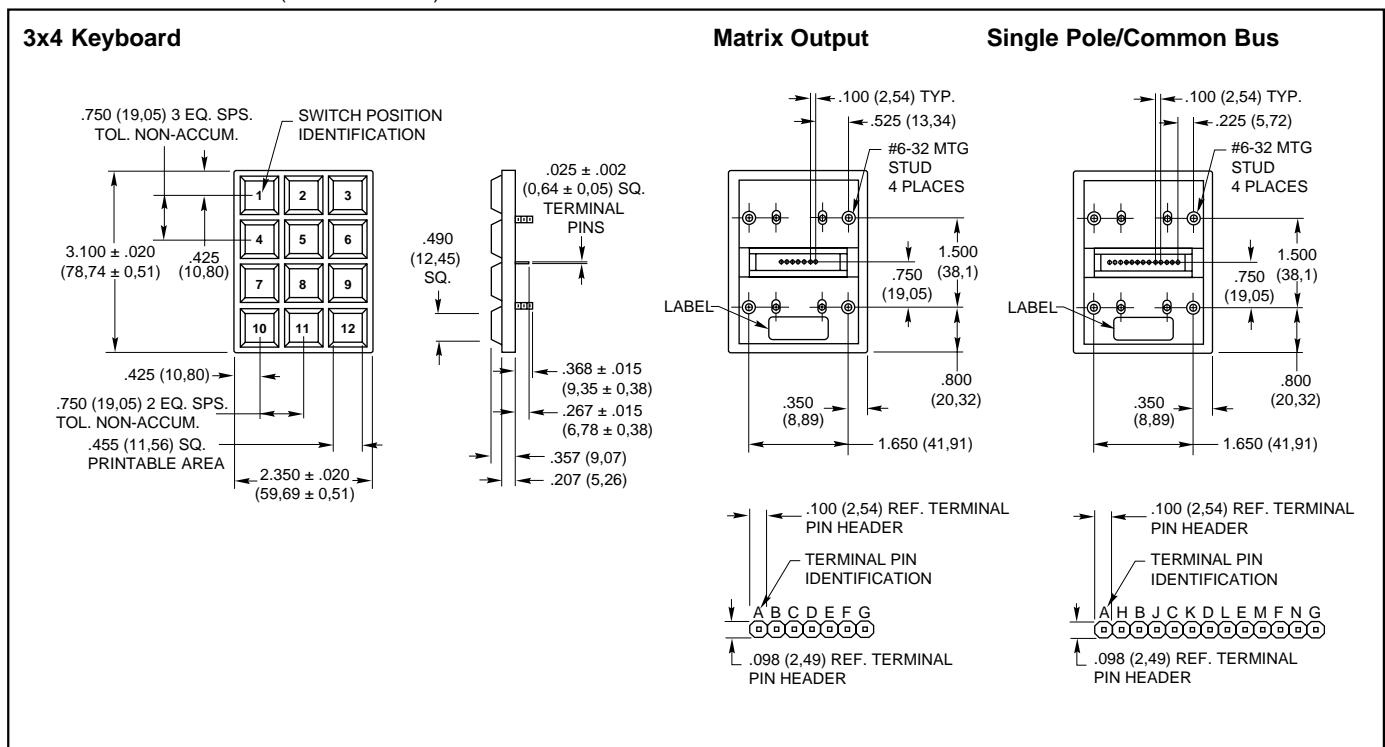 3x4 Keyboard
Matrix Output
Single Pole/Common Bus
.750 (19,05) 3 EQ. SPS.
TOL. NON-ACCUM.
SWITCH POSITION
IDENTIFICATION
1 2 3
4 5 6
7 8 9
10 11 12
3.100 ± .020
(78,74 ± 0,51)
.425
(10,80)
.425 (10,80)
.750 (19,05) 2 EQ. SPS.
TOL. NON-ACCUM.
.455 (11,56) SQ.
PRINTABLE AREA
2.350 ± .020
(59,69 ± 0,51)
.025 ± .002
(0,64 ± 0,05) SQ.
TERMINAL
PINS
.490
(12,45)
SQ.
.368 ± .015
(9,35 ± 0,38)
.267 ± .015
(6,78 ± 0,38)
.357 (9,07)
.207 (5,26)
.100 (2,54) TYP.
.525 (13,34)
#6-32 MTG
STUD
4 PLACES
1.500
(38,1)
.750
(19,05)
LABEL
.800
(20,32)
.350
(8,89)
1.650 (41,91)
.100 (2,54) REF. TERMINAL
PIN HEADER
TERMINAL PIN
IDENTIFICATION
A B C D E F G
.098 (2,49) REF. TERMINAL
PIN HEADER
.100 (2,54) TYP.
.225 (5,72)
#6-32 MTG
STUD
4 PLACES
1.500
(38,1)
.750
(19,05)
LABEL
.800
(20,32)
.350
(8,89)
1.650 (41,91)
.100 (2,54) REF. TERMINAL
PIN HEADER
TERMINAL PIN
IDENTIFICATION
A H B J C K D L E M F N G
.098 (2,49) REF. TERMINAL
PIN HEADER